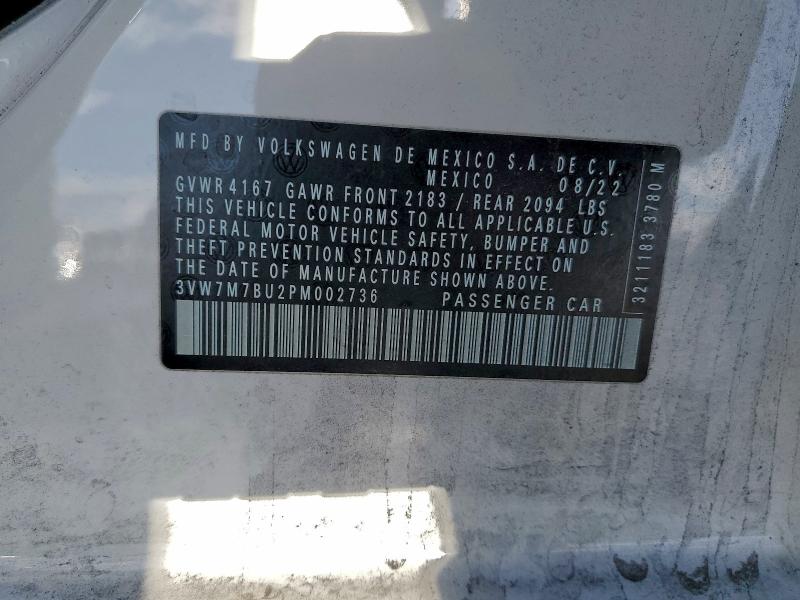 MFD BY VOLKSWAGEN DE MEXICO S.A. DE C.V.
MEXICO 08/22
GVWR 4167 GAWR FRONT 2183 / REAR 2094 LBS
THIS VEHICLE CONFORMS TO ALL APPLICABLE U.S.
FEDERAL MOTOR VEHICLE SAFETY, BUMPER AND
THEFT PREVENTION STANDARDS IN EFFECT ON
THE DATE OF MANUFACTURE SHOWN ABOVE.
3VW7M7BU2PM002736 PASSENGER CAR
3211183 3780 M